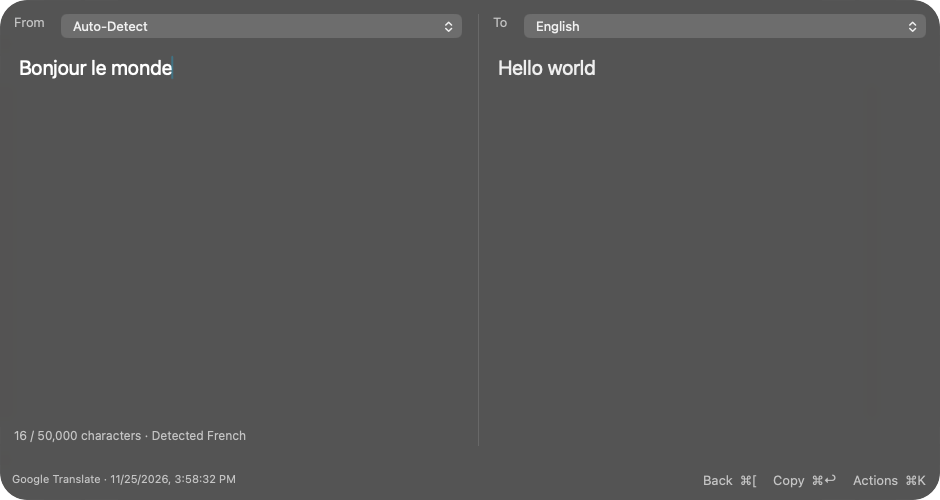 From Auto-Detect
Bonjour le monde
16 / 50,000 characters · Detected French
To English
Hello world
Google Translate · 11/25/2026, 3:58:32 PM
Back ⌘[ Copy ⌘↩ Actions ⌘K